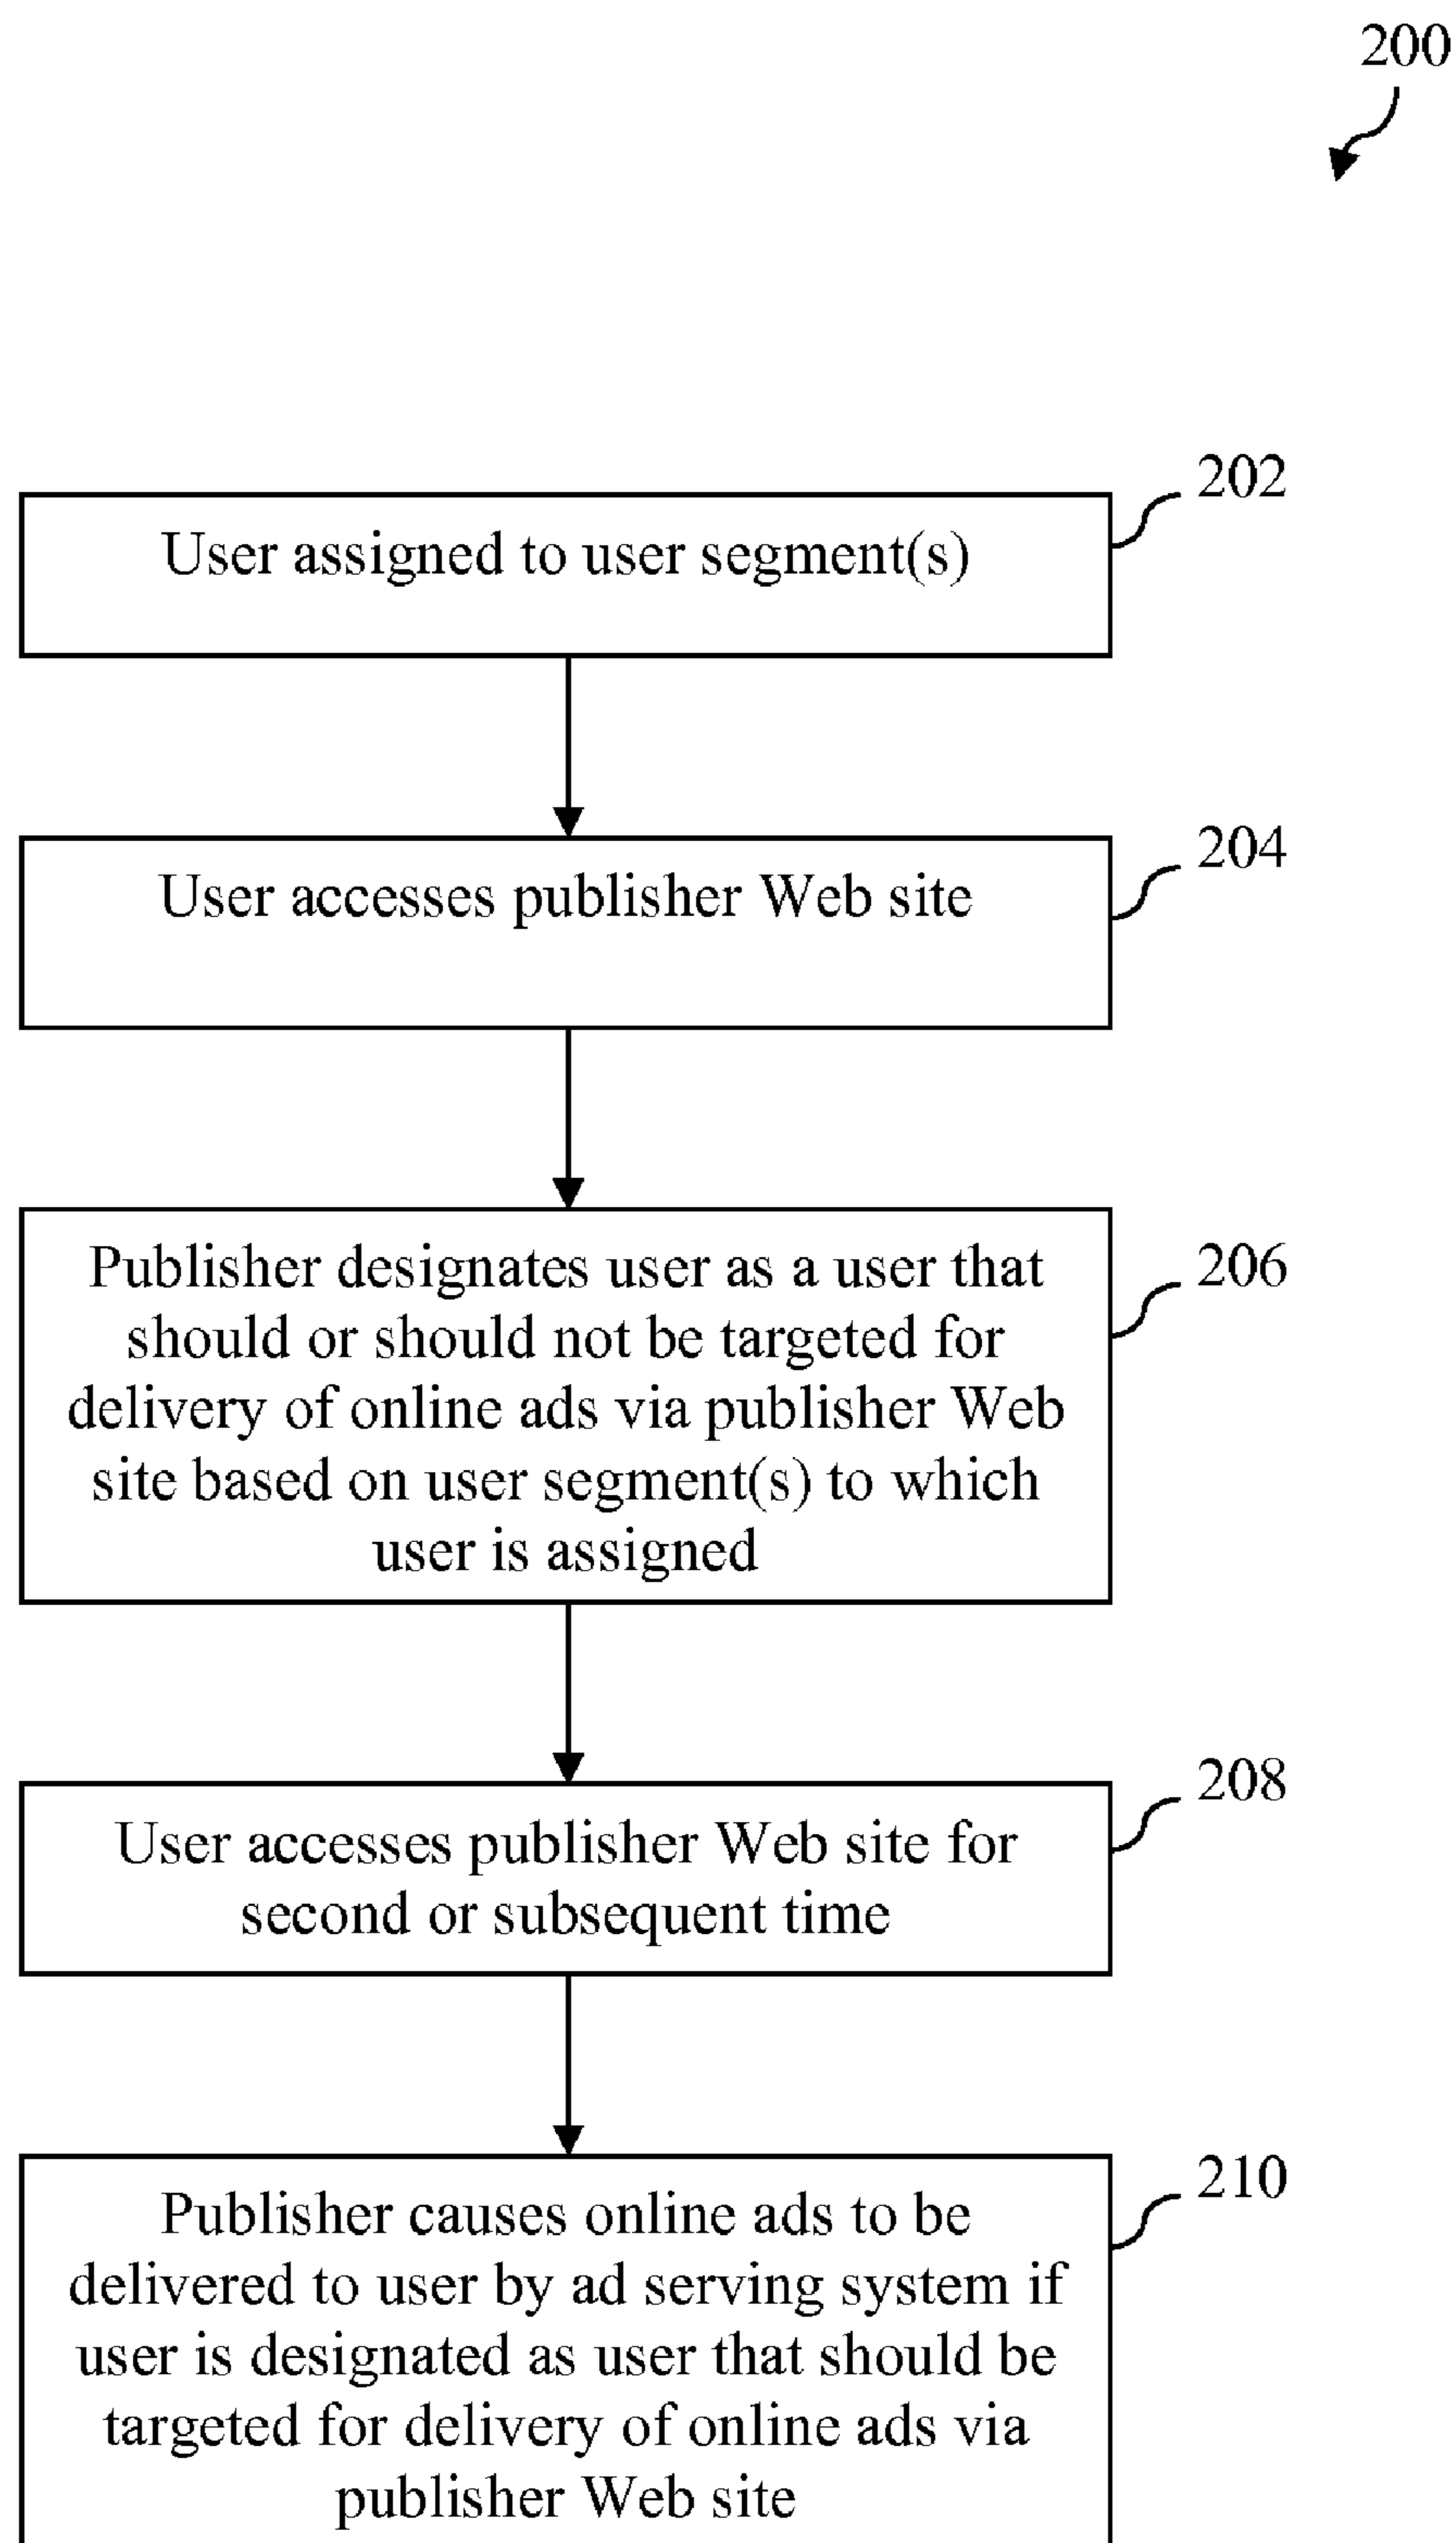 200
202
User assigned to user segment(s)
204
User accesses publisher Web site
206
Publisher designates user as a user that
should or should not be targeted for
delivery of online ads via publisher Web
site based on user segment(s) to which
user is assigned
208
User accesses publisher Web site for
second or subsequent time
210
Publisher causes online ads to be
delivered to user by ad serving system if
user is designated as user that should be
targeted for delivery of online ads via
publisher Web site